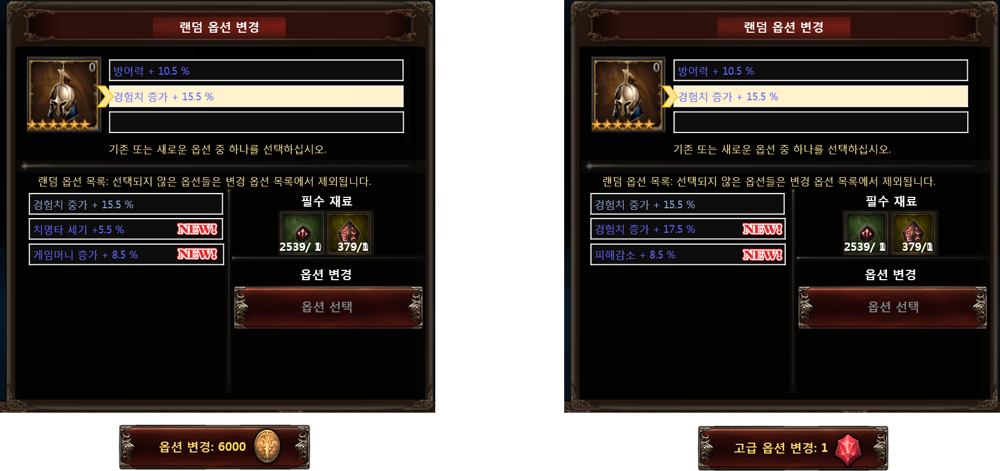 랜덤 옵션 변경
0
방어력 + 10.5 %
경험치 증가 + 15.5 %
기존 또는 새로운 옵션 중 하나를 선택하십시오.
랜덤 옵션 목록: 선택되지 않은 옵션들은 변경 옵션 목록에서 제외됩니다.
경험치 중가 + 15.5 %
치명타 세기 +5.5 %
NEW!
게임머니 증가 + 8.5 %
NEW!
필수 재료
2539/ 1
379/1
옵션 변경
옵션 선택
옵션 변경: 6000
랜덤 옵션 변경
0
방어력 + 10.5 %
경험치 증가 + 15.5 %
기존 또는 새로운 옵션 중 하나를 선택하십시오.
랜덤 옵션 목록: 선택되지 않은 옵션들은 변경 옵션 목록에서 제외됩니다.
경험치 중가 + 15.5 %
경험치 증가 + 17.5 %
NEW!
피해감소 + 8.5 %
NEW!
필수 재료
2539/ 1
379/1
옵션 변경
옵션 선택
고급 옵션 변경: 1